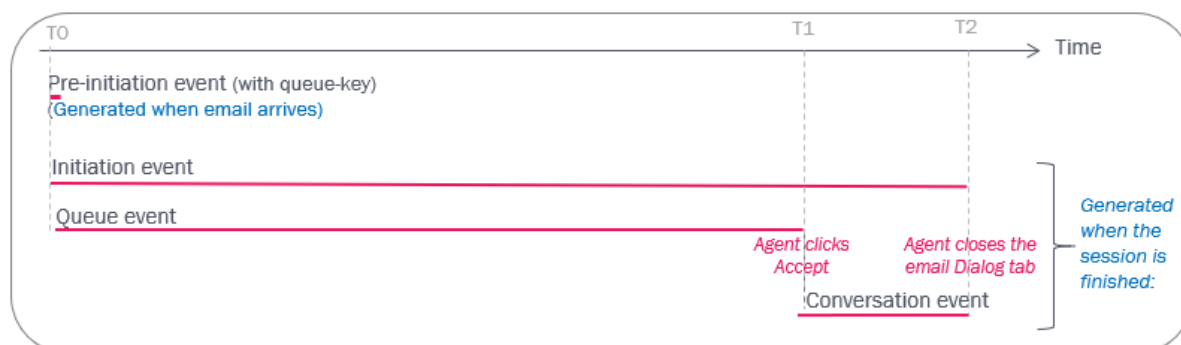 T0
T1
T2
Time
Pre-initiation event (with queue-key)
(Generated when email arrives)
Initiation event
Queue event
Agent clicks
Accept
Agent closes the
email Dialog tab
Conversation event
Generated
when the
session is
finished: